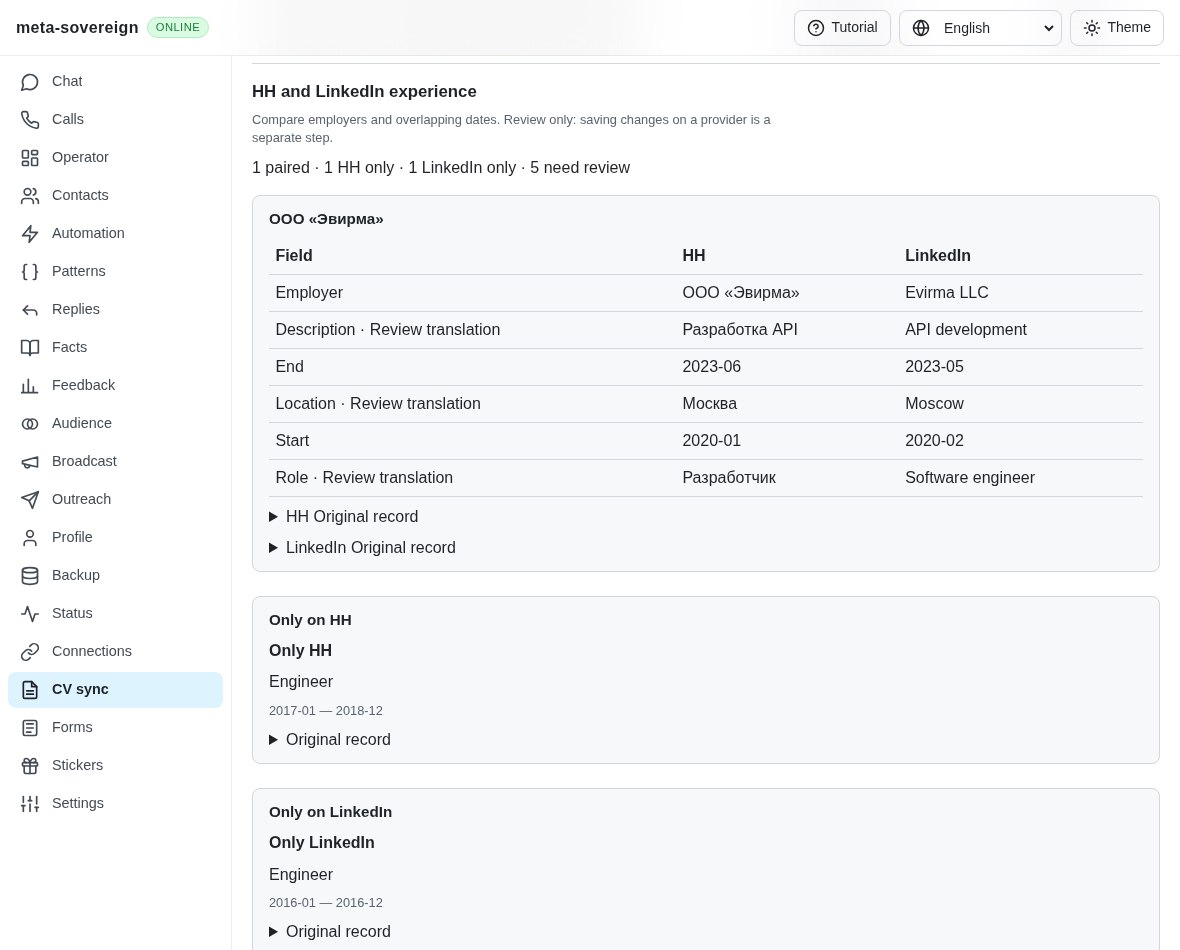 meta-sovereign ONLINE Tutorial English Theme
Chat
Calls
Operator
Contacts
Automation
Patterns
Replies
Facts
Feedback
Audience
Broadcast
Outreach
Profile
Backup
Status
Connections
CV sync
Forms
Stickers
Settings
HH and LinkedIn experience
Compare employers and overlapping dates. Review only: saving changes on a provider is a
separate step.
1 paired · 1 HH only · 1 LinkedIn only · 5 need review
ООО «Эвирма»
Field HH LinkedIn
Employer ООО «Эвирма» Evirma LLC
Description · Review translation Разработка API API development
End 2023-06 2023-05
Location · Review translation Москва Moscow
Start 2020-01 2020-02
Role · Review translation Разработчик Software engineer
HH Original record
LinkedIn Original record
Only on HH
Only HH
Engineer
2017-01 — 2018-12
Original record
Only on LinkedIn
Only LinkedIn
Engineer
2016-01 — 2016-12
Original record